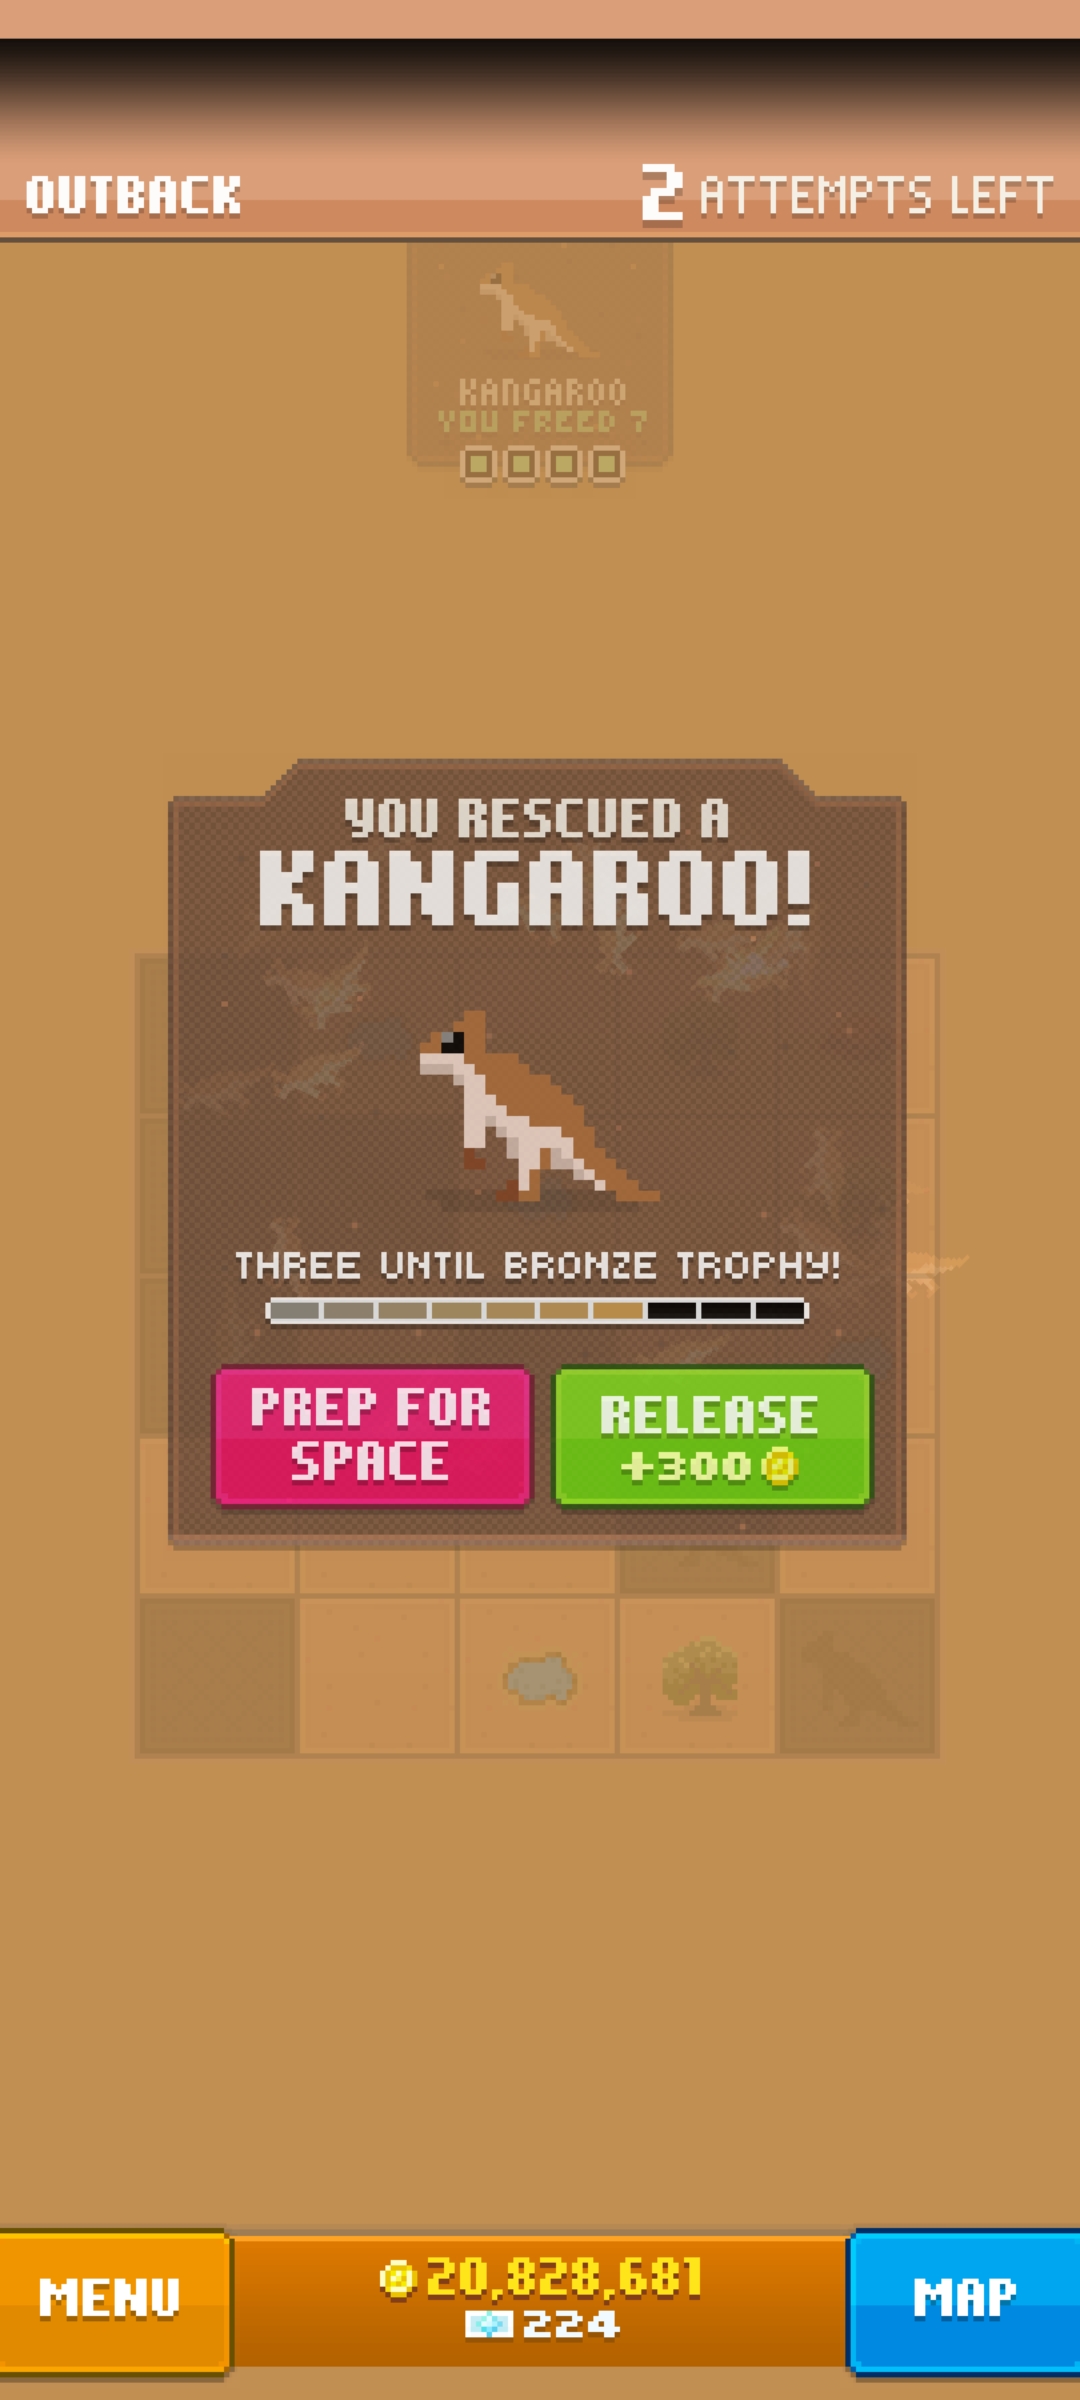 OUTBACK
2 ATTEMPTS LEFT
KANGAROO
YOU FREED 7
YOU RESCUED A
KANGAROO!
THREE UNTIL BRONZE TROPHY!
PREP FOR
SPACE
RELEASE
+300
MENU
20,828,681
224
MAP